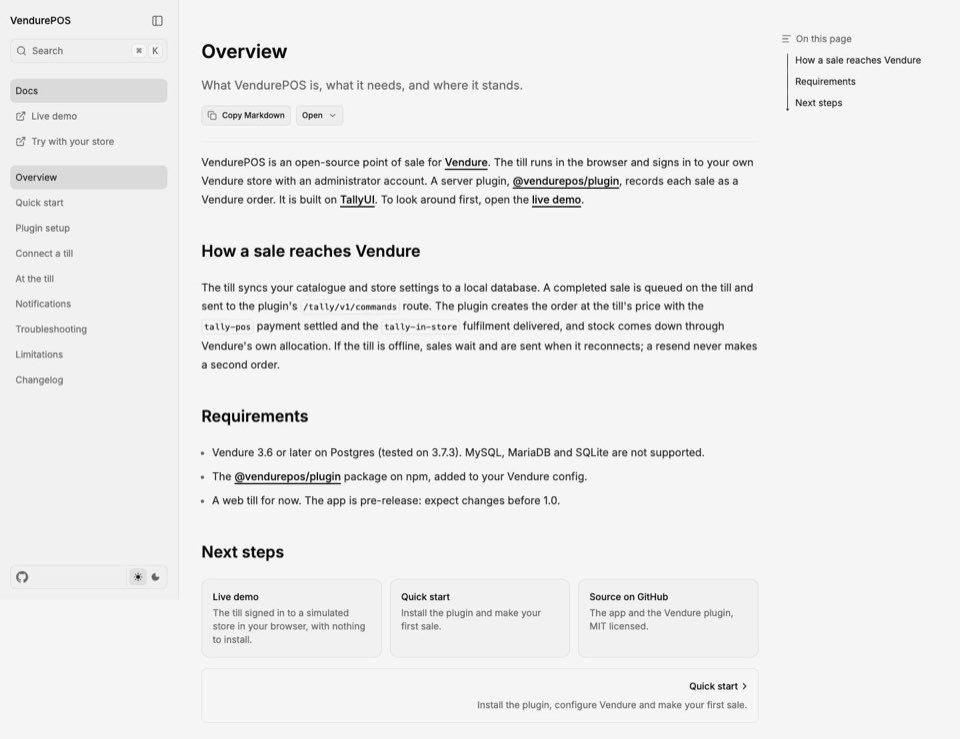 VendurePOS
Search
⌘ K
Docs
Live demo
Try with your store
Overview
Quick start
Plugin setup
Connect a till
At the till
Notifications
Troubleshooting
Limitations
Changelog
Overview
What VendurePOS is, what it needs, and where it stands.
Copy Markdown
Open
VendurePOS is an open-source point of sale for Vendure. The till runs in the browser and signs in to your own
Vendure store with an administrator account. A server plugin, @vendurepos/plugin, records each sale as a
Vendure order. It is built on TallyUI. To look around first, open the live demo.
How a sale reaches Vendure
The till syncs your catalogue and store settings to a local database. A completed sale is queued on the till and
sent to the plugin's /tally/v1/commands route. The plugin creates the order at the till's price with the
tally-pos payment settled and the tally-in-store fulfilment delivered, and stock comes down through
Vendure's own allocation. If the till is offline, sales wait and are sent when it reconnects; a resend never makes
a second order.
Requirements
• Vendure 3.6 or later on Postgres (tested on 3.7.3). MySQL, MariaDB and SQLite are not supported.
• The @vendurepos/plugin package on npm, added to your Vendure config.
• A web till for now. The app is pre-release: expect changes before 1.0.
Next steps
Live demo
The till signed in to a simulated
store in your browser, with nothing
to install.
Quick start
Install the plugin and make your
first sale.
Source on GitHub
The app and the Vendure plugin,
MIT licensed.
Quick start
Install the plugin, configure Vendure and make your first sale.
On this page
How a sale reaches Vendure
Requirements
Next steps